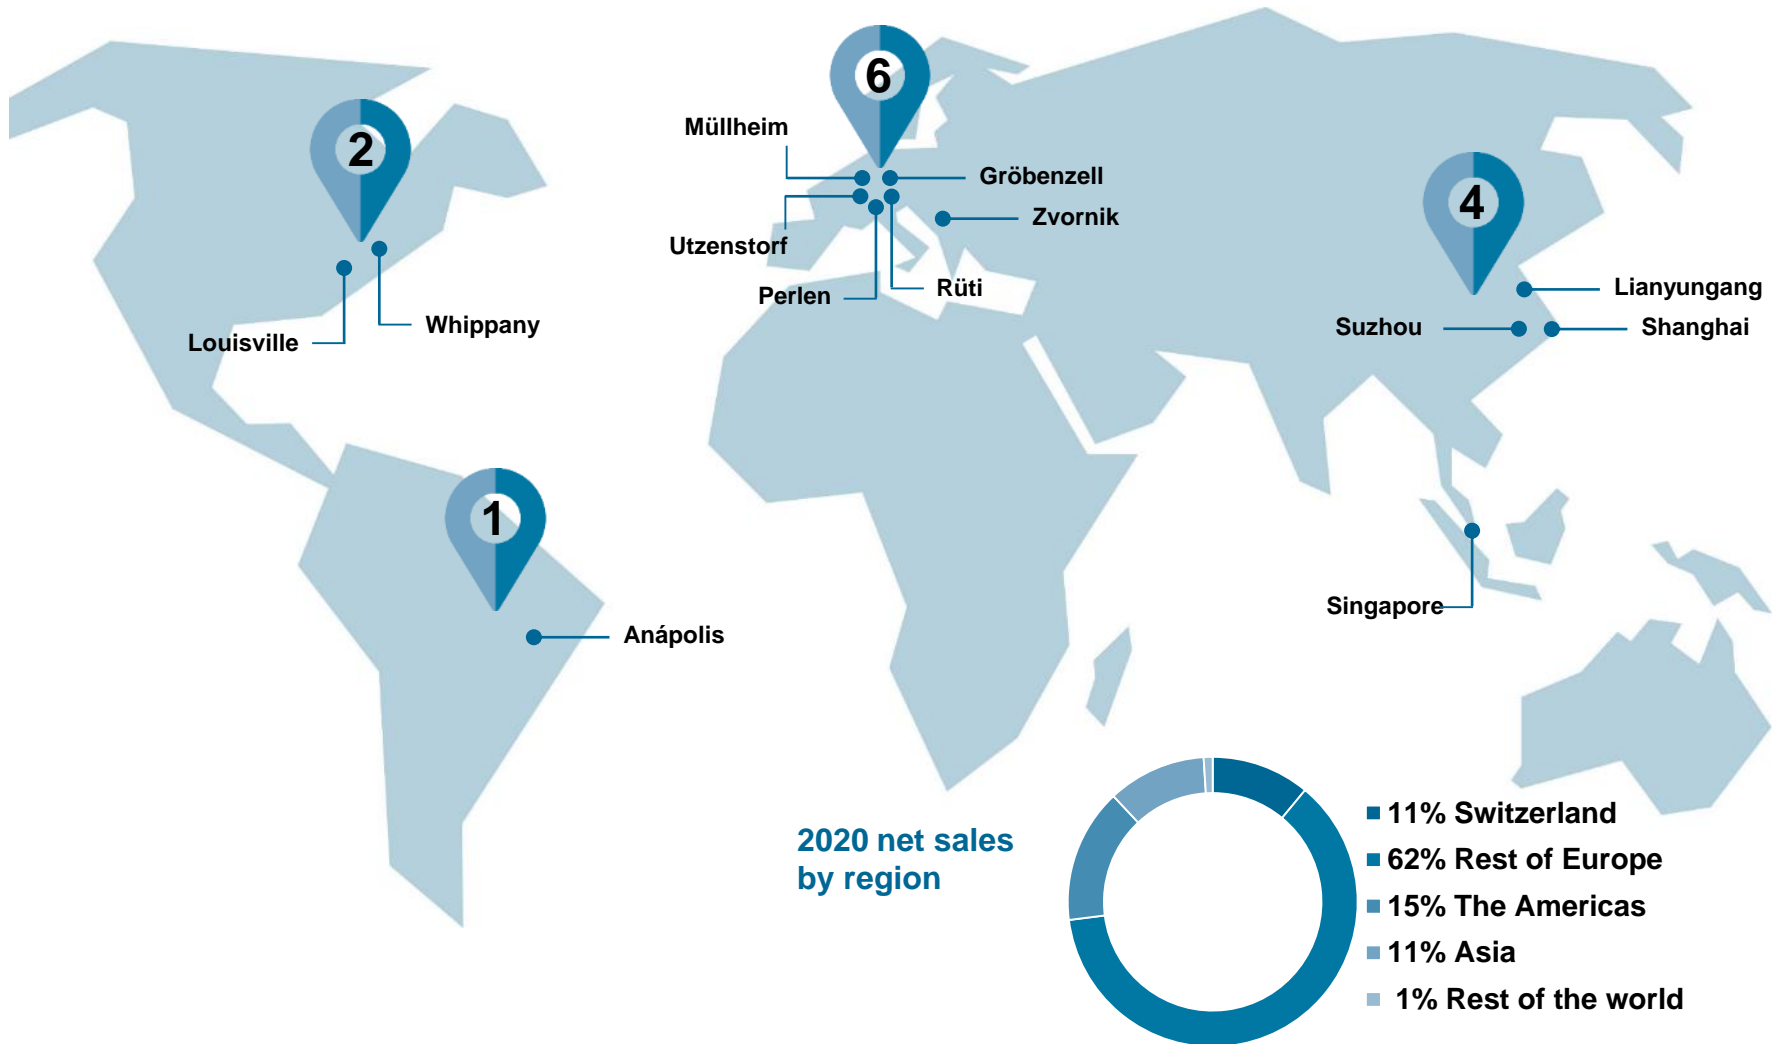 6
Müllheim
2
Gröbenzell
4
Zvornik
Utzenstorf
Lianyungang
Perlen
Rüti
Whippany
Suzhou
Shanghai
Louisville
1
Singapore
Anápolis
2020 net sales
by region
11% Switzerland
62% Rest of Europe
15% The Americas
11% Asia
1% Rest of the world